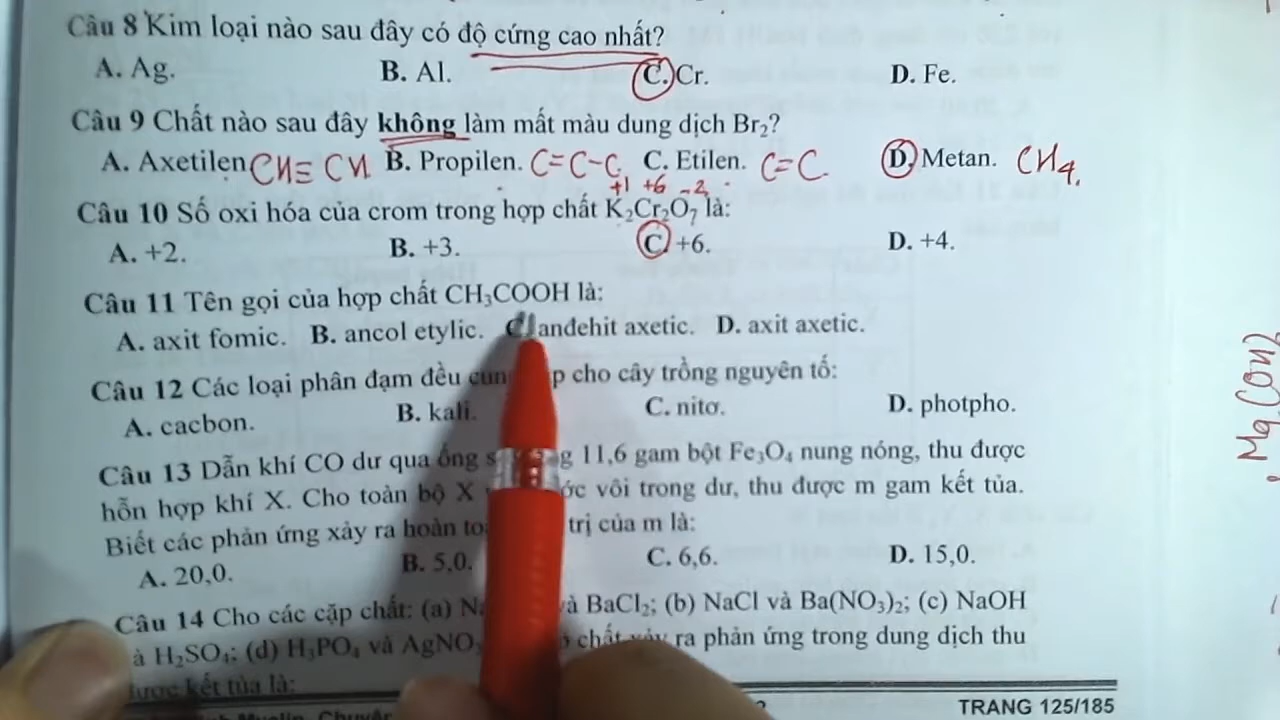 Câu 8 Kim loại nào sau đây có độ cứng cao nhất?
A. Ag. B. Al. C. Cr. D. Fe.
Câu 9 Chất nào sau đây không làm mất màu dung dịch Br₂?
A. Axetilen CH≡CH. B. Propilen. C=C-C. C. Etilen. C=C. D. Metan. CH₄.
+1 +6 -2
Câu 10 Số oxi hóa của crom trong hợp chất K₂Cr₂O₇ là:
A. +2. B. +3. C. +6. D. +4.
Câu 11 Tên gọi của hợp chất CH₃COOH là:
A. axit fomic. B. ancol etylic. C. anđehit axetic. D. axit axetic.
Câu 12 Các loại phân đạm đều cho cây trồng nguyên tố:
A. cacbon. B. kali. C. nitơ. D. photpho.
Câu 13 Dẫn khí CO dư qua ống 11,6 gam bột Fe₃O₄ nung nóng, thu được
hỗn hợp khí X. Cho toàn bộ X vôi trong dư, thu được m gam kết tủa.
Biết các phản ứng xảy ra hoàn trị của m là:
A. 20,0. B. 5,0. C. 6,6. D. 15,0.
Câu 14 Cho các cặp chất: (a) và BaCl₂; (b) NaCl và Ba(NO₃)₂; (c) NaOH
H₂SO₄; (d) H₃PO₄ và AgNO₃ chất xảy ra phản ứng trong dung dịch thu
được kết tủa là:
TRANG 125/185